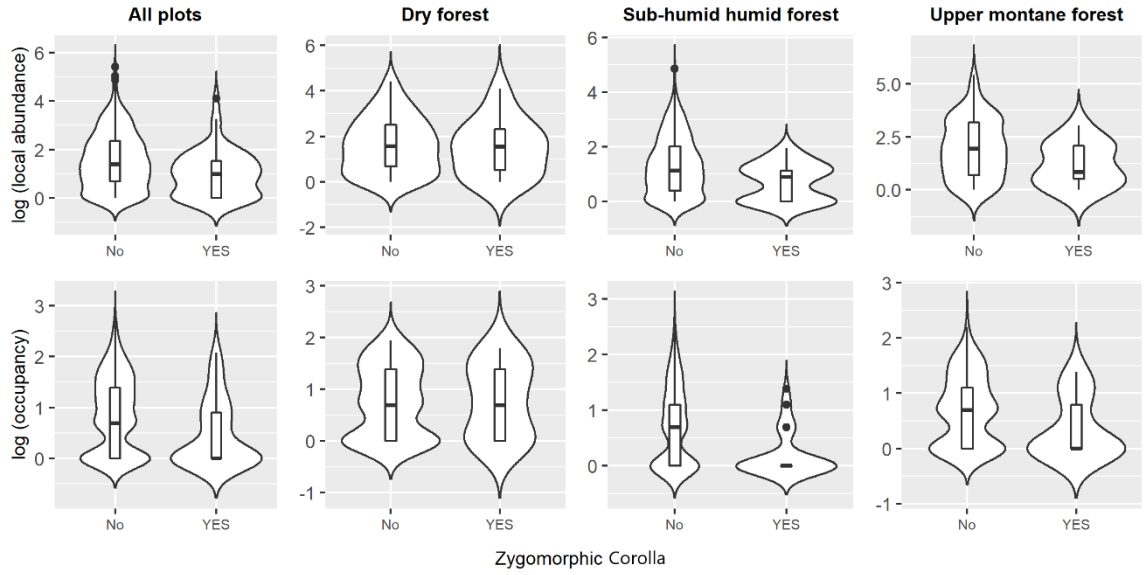 All plots Dry forest Sub-humid humid forest Upper montane forest
log (local abundance)
6
4
2
0
No YES
6
4
2
0
-2
No YES
6
4
2
0
No YES
5.0
2.5
0.0
No YES
log (occupancy)
3
2
1
0
No YES
3
2
1
0
-1
No YES
3
2
1
0
No YES
3
2
1
0
-1
No YES
Zygomorphic Corolla